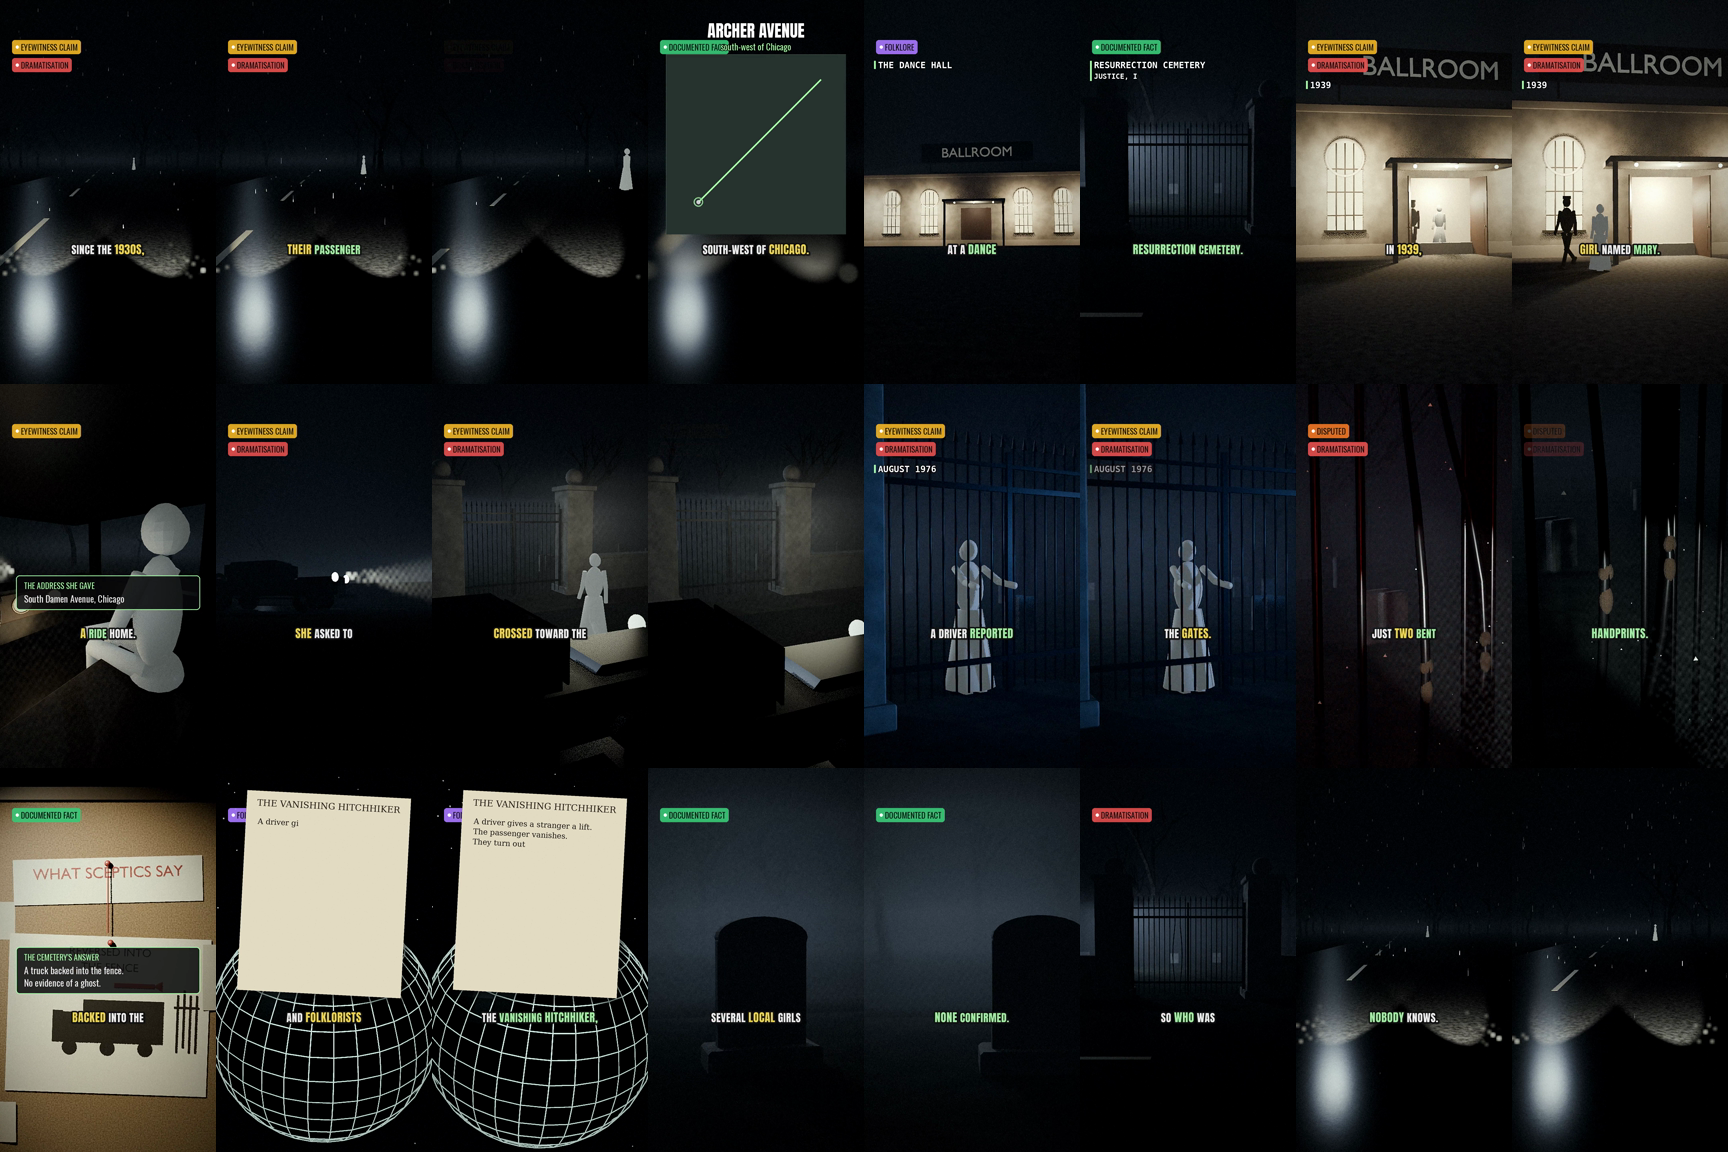 EYEWITNESS CLAIM
DRAMATISATION
SINCE THE 1930S,
EYEWITNESS CLAIM
DRAMATISATION
THEIR PASSENGER
ARCHER AVENUE
DOCUMENTED FACT
south-west of Chicago
SOUTH-WEST OF CHICAGO.
FOLKLORE
THE DANCE HALL
BALLROOM
AT A DANCE
DOCUMENTED FACT
RESURRECTION CEMETERY
JUSTICE, I
RESURRECTION CEMETERY.
EYEWITNESS CLAIM
DRAMATISATION
BALLROOM
1939
IN 1939,
EYEWITNESS CLAIM
DRAMATISATION
BALLROOM
1939
GIRL NAMED MARY.
EYEWITNESS CLAIM
THE ADDRESS SHE GAVE
South Damen Avenue, Chicago
A RIDE HOME.
EYEWITNESS CLAIM
DRAMATISATION
SHE ASKED TO
EYEWITNESS CLAIM
DRAMATISATION
CROSSED TOWARD THE
EYEWITNESS CLAIM
DRAMATISATION
AUGUST 1976
A DRIVER REPORTED
EYEWITNESS CLAIM
DRAMATISATION
AUGUST 1976
THE GATES.
DISPUTED
DRAMATISATION
JUST TWO BENT
DISPUTED
DRAMATISATION
HANDPRINTS.
DOCUMENTED FACT
WHAT SCEPTICS SAY
THE CEMETERY'S ANSWER
A truck backed into the fence.
No evidence of a ghost.
BACKED INTO THE
THE VANISHING HITCHHIKER
A driver gi
AND FOLKLORISTS
THE VANISHING HITCHHIKER
A driver gives a stranger a lift.
The passenger vanishes.
They turn out
THE VANISHING HITCHHIKER,
DOCUMENTED FACT
SEVERAL LOCAL GIRLS
DOCUMENTED FACT
NONE CONFIRMED.
DRAMATISATION
SO WHO WAS
NOBODY KNOWS.